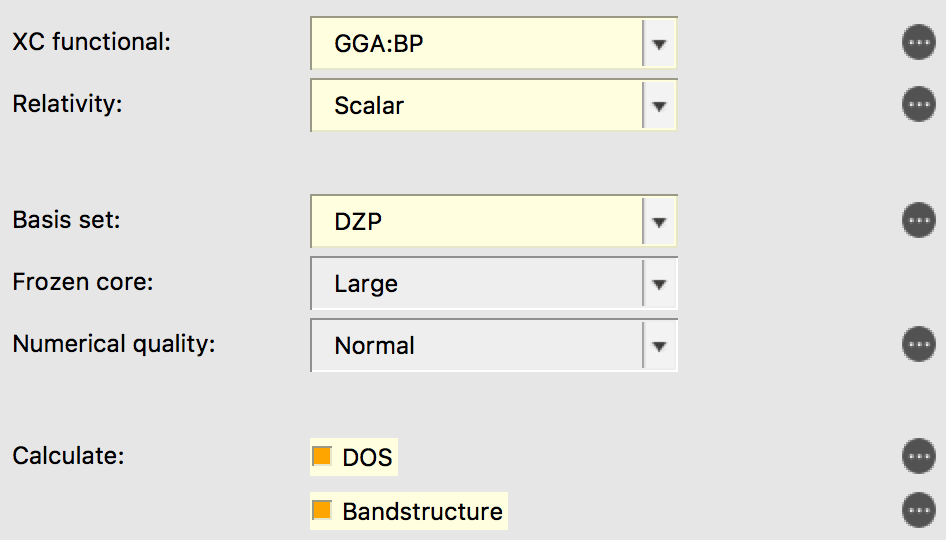 XC functional: GGA:BP
Relativity: Scalar
Basis set: DZP
Frozen core: Large
Numerical quality: Normal
Calculate: DOS
Bandstructure